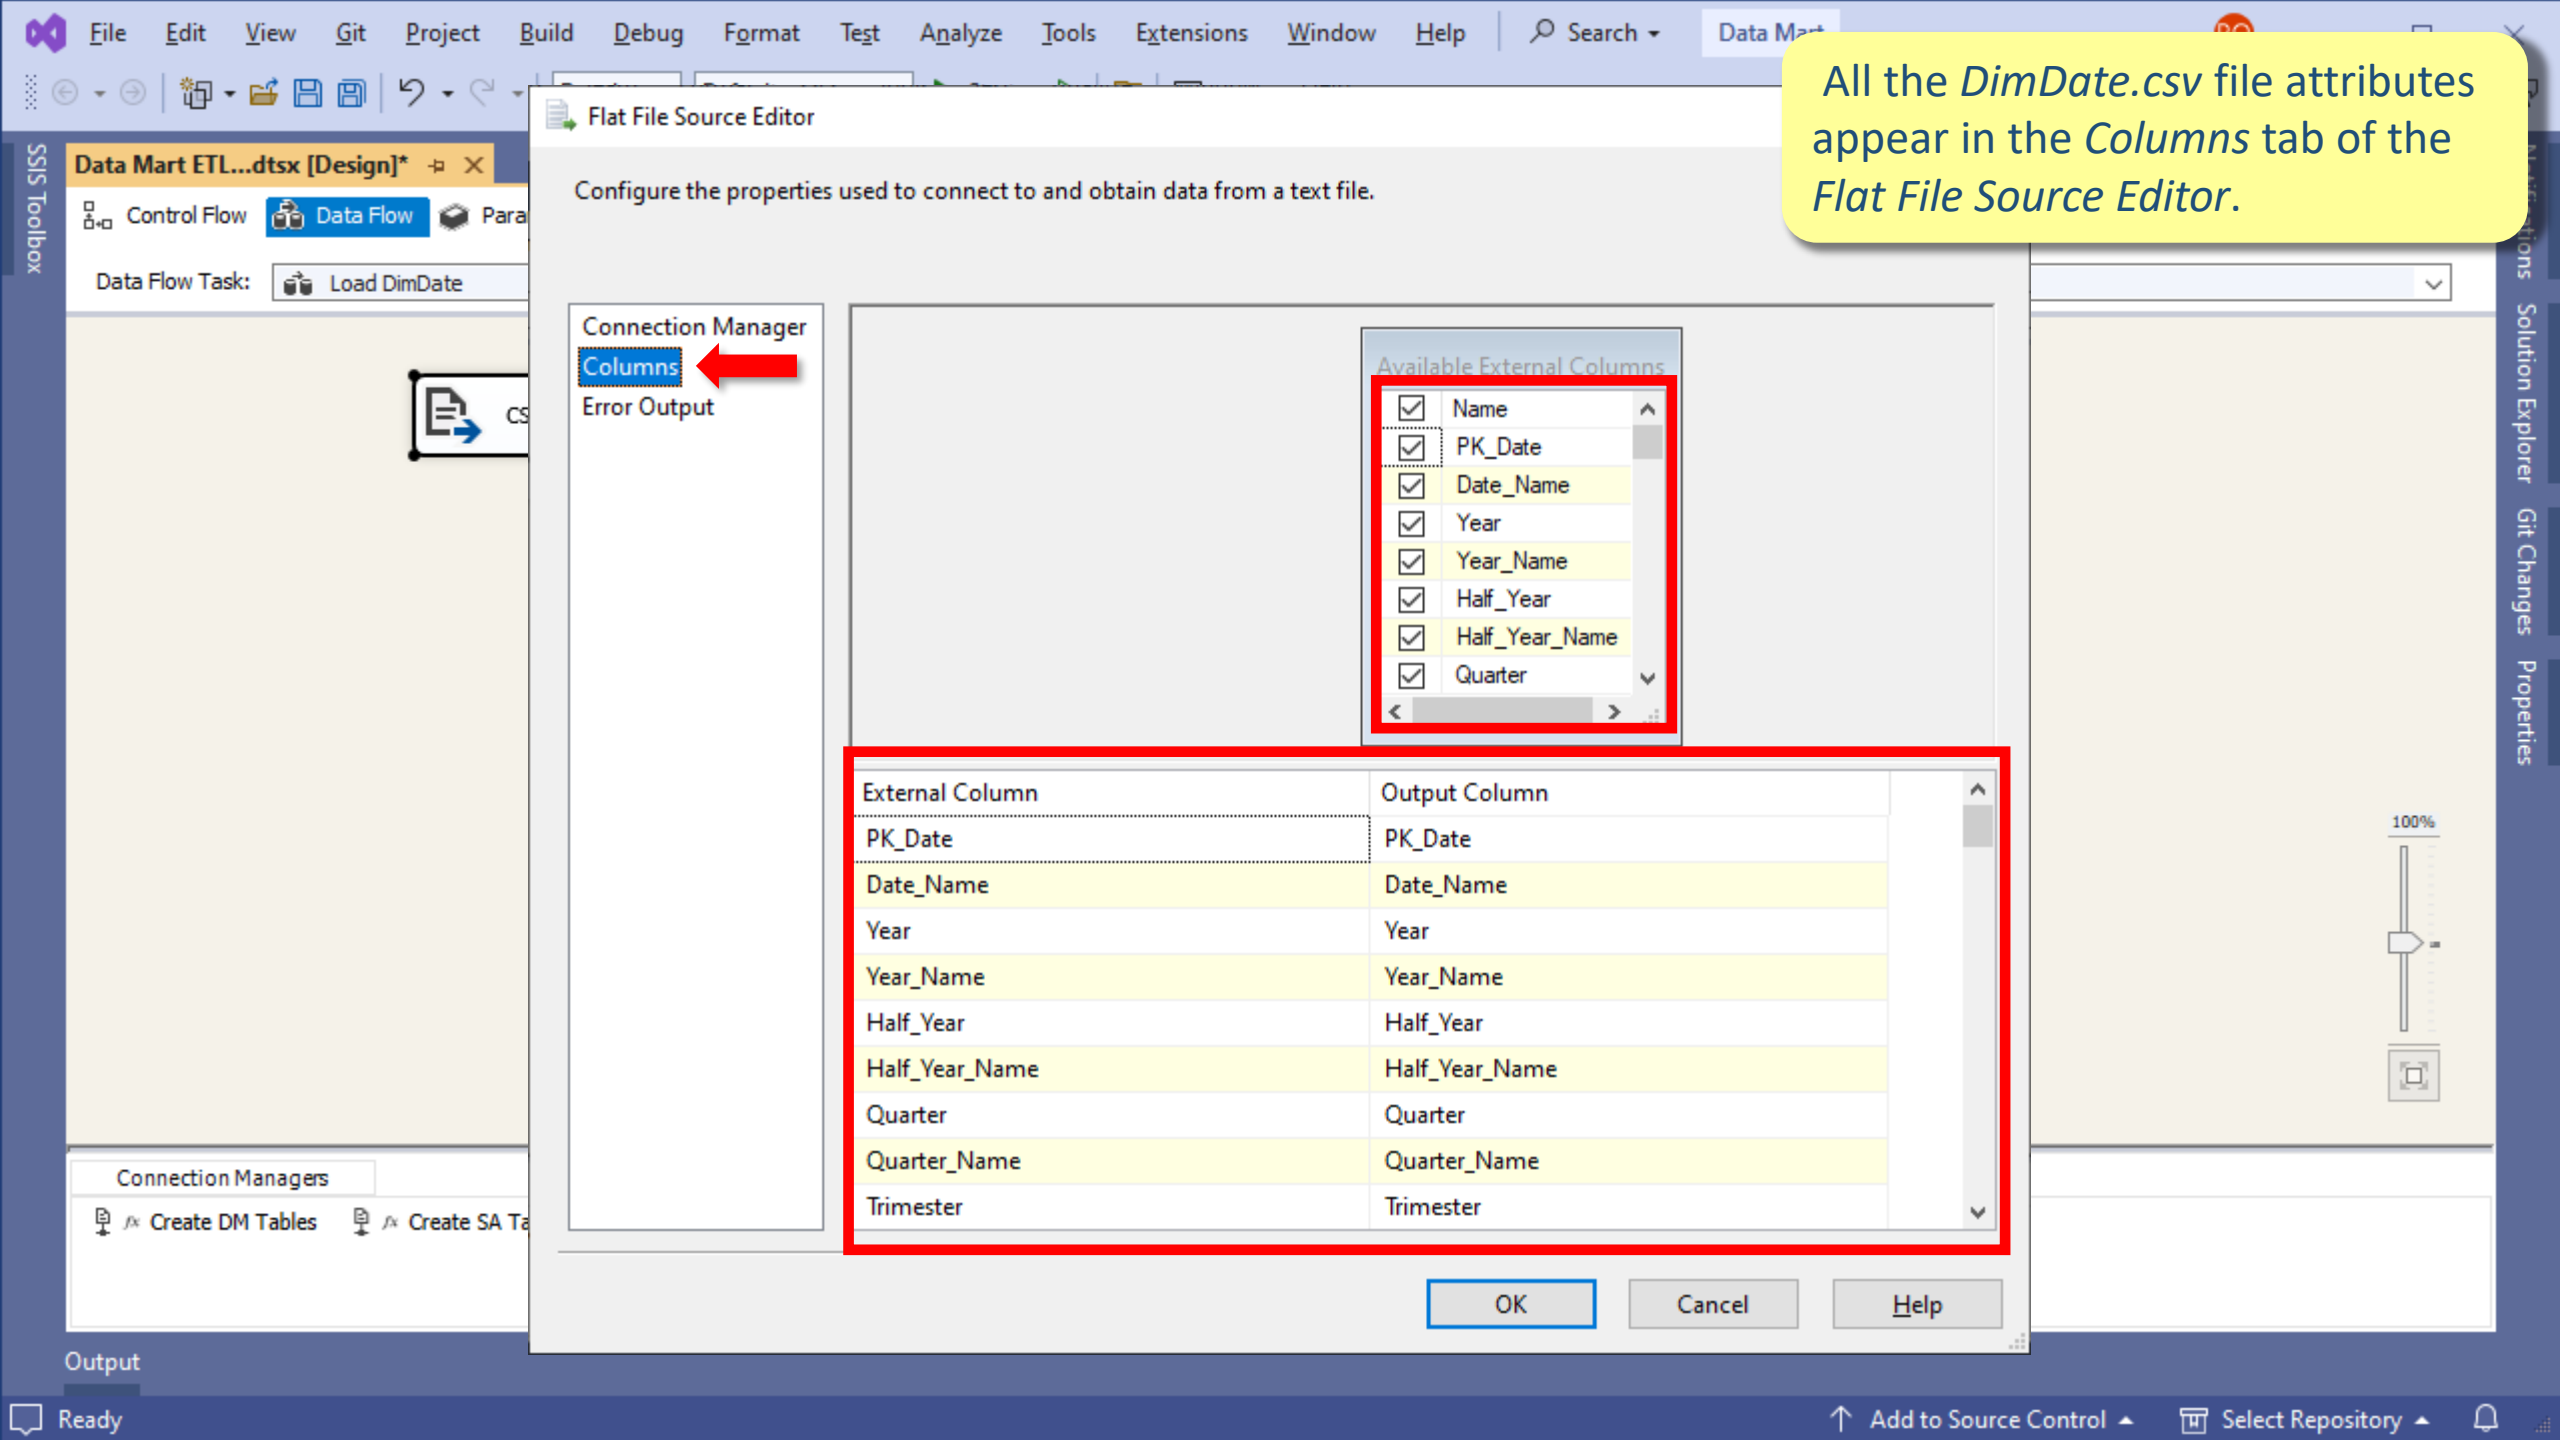 File Edit View Git Project Build Debug Format Test Analyze Tools Extensions Window Help Search Data Mart
All the DimDate.csv file attributes
appear in the Columns tab of the
Flat File Source Editor.
Flat File Source Editor
SSIS Toolbox
Data Mart ETL...dtsx [Design]*
Configure the properties used to connect to and obtain data from a text file.
Control Flow Data Flow
Data Flow Task: Load DimDate
Connection Manager
Columns
Error Output
Available External Columns
Name
PK_Date
Date_Name
Year
Year_Name
Half_Year
Half_Year_Name
Quarter
External Column Output Column
PK_Date PK_Date
Date_Name Date_Name
Year Year
Year_Name Year_Name
Half_Year Half_Year
Half_Year_Name Half_Year_Name
Quarter Quarter
Quarter_Name Quarter_Name
Trimester Trimester
Solution Explorer
Git Changes
Properties
100%
Connection Managers
Create DM Tables Create SA Ta
OK Cancel Help
Output
Ready Add to Source Control Select Repository